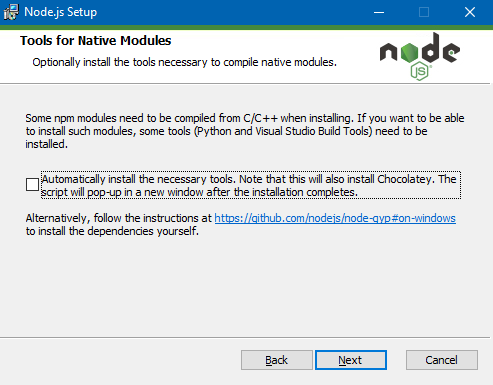 Node.js Setup
Tools for Native Modules
Optionally install the tools necessary to compile native modules.
node
JS
Some npm modules need to be compiled from C/C++ when installing. If you want to be able
to install such modules, some tools (Python and Visual Studio Build Tools) need to be
installed.
Automatically install the necessary tools. Note that this will also install Chocolatey. The
script will pop-up in a new window after the installation completes.
Alternatively, follow the instructions at https://github.com/nodejs/node-gyp#on-windows
to install the dependencies yourself.
Back
Next
Cancel